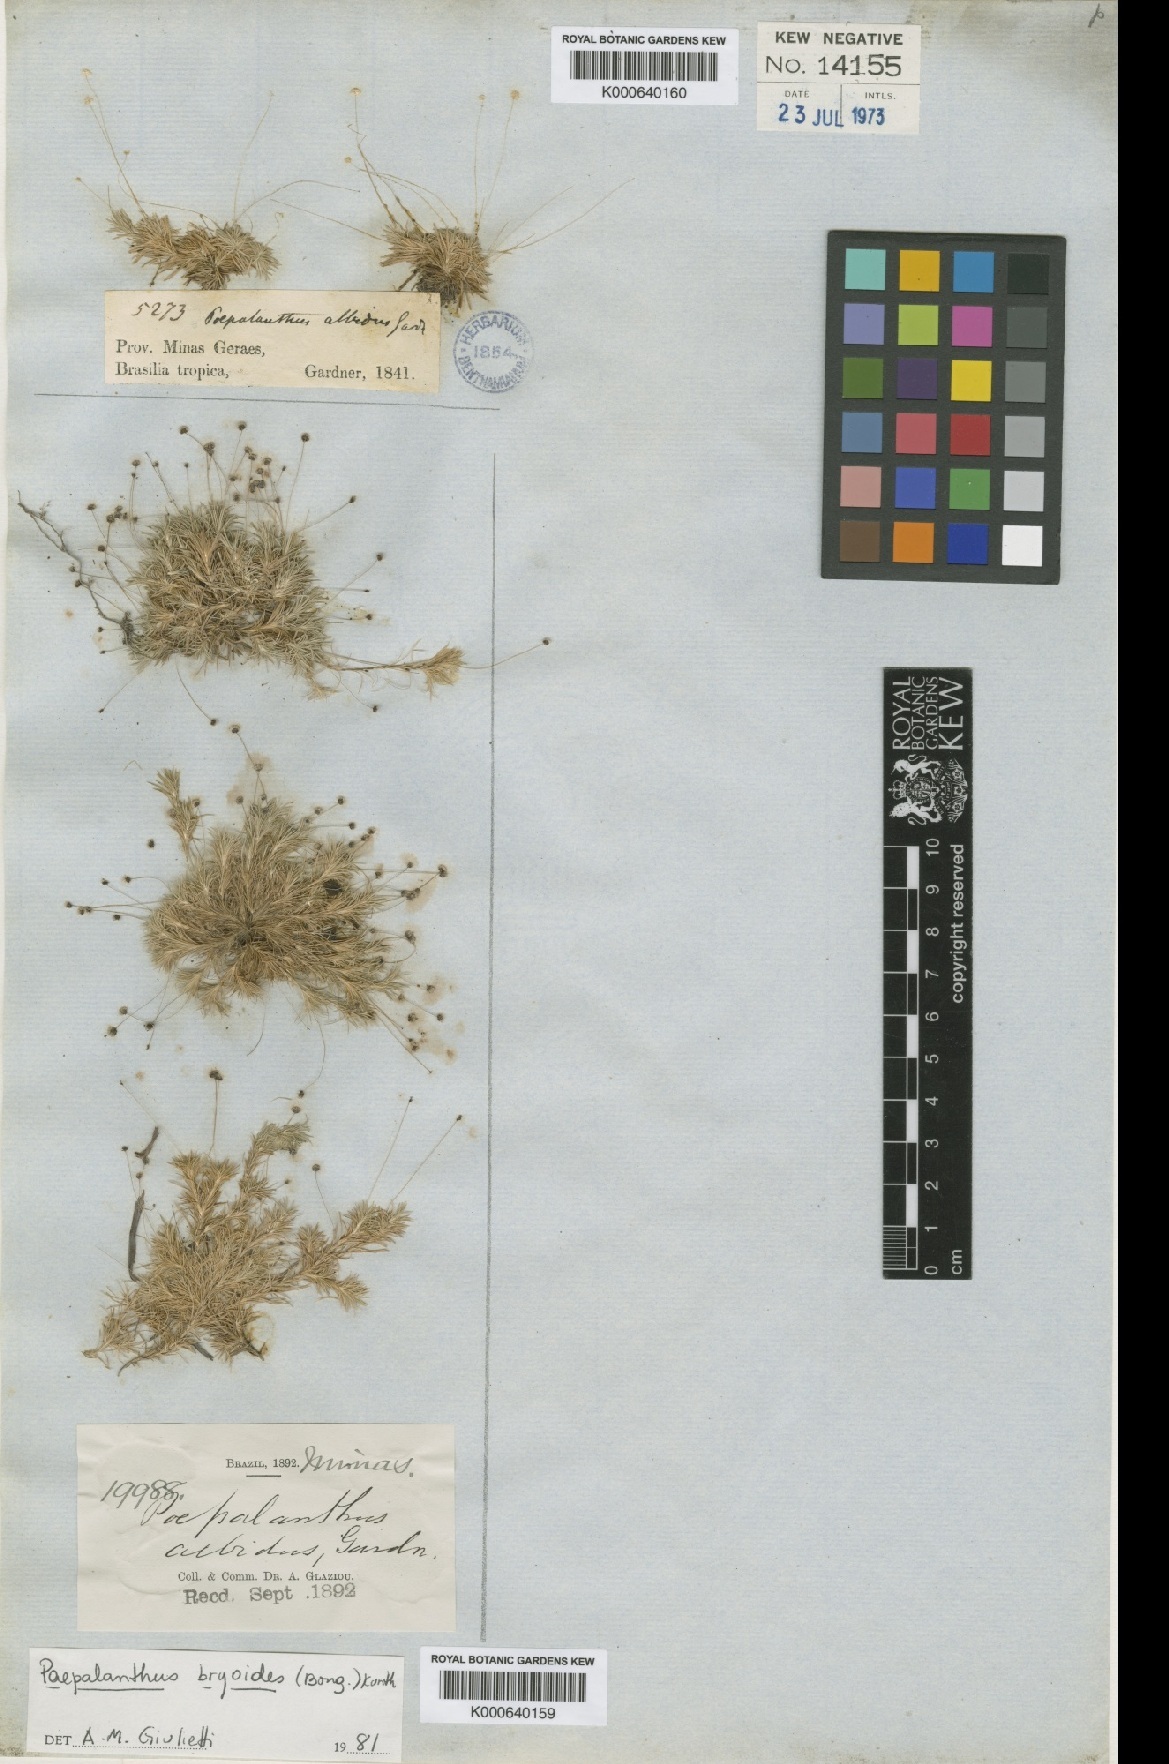 ROYAL BOTANIC GARDENS KEW
K000640160
KEW NEGATIVE
No. 14155
DATE INTLS.
23 JUL 1973
5273 Poepalanthus albidus Gardn
Prov. Minas Geraes,
Brasilia tropica, Gardner, 1841.
HERBARIUM
1854
BENTHAMIANUM
ROYAL
BOTANIC
GARDENS
KEW
0 1 2 3 4 5 6 7 8 9 10
cm
copyright reserved
BRAZIL, 1892. Minas.
19988.
Poepalanthus
albidus, Gardn.
Coll. & Comm. DR. A. GLAZIOU.
Recd. Sept .1892
Paepalanthus bryoides (Bong.) Kunth
DET A. M. Giulietti 1981
ROYAL BOTANIC GARDENS KEW
K000640159